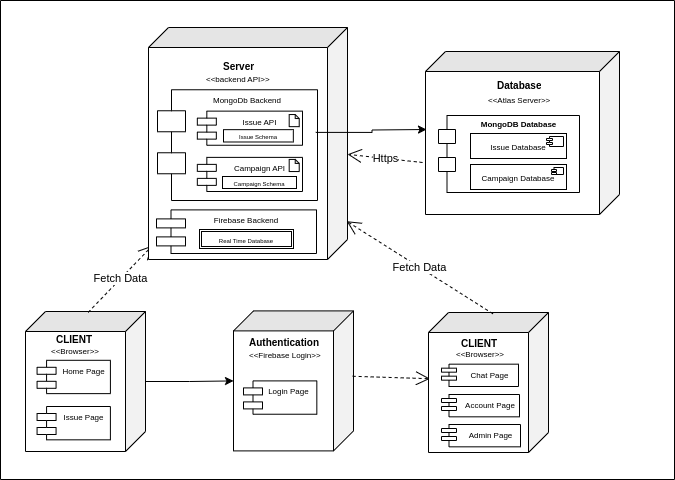 Server
<<backend API>>
MongoDb Backend
Issue API
Issue Schema
Campaign API
Campaign Schema
Firebase Backend
Real Time Database
Database
<<Atlas Server>>
MongoDB Database
Issue Database
Campaign Database
Https
Fetch Data
Fetch Data
CLIENT
<<Browser>>
Home Page
Issue Page
Authentication
<<Firebase Login>>
Login Page
CLIENT
<<Browser>>
Chat Page
Account Page
Admin Page